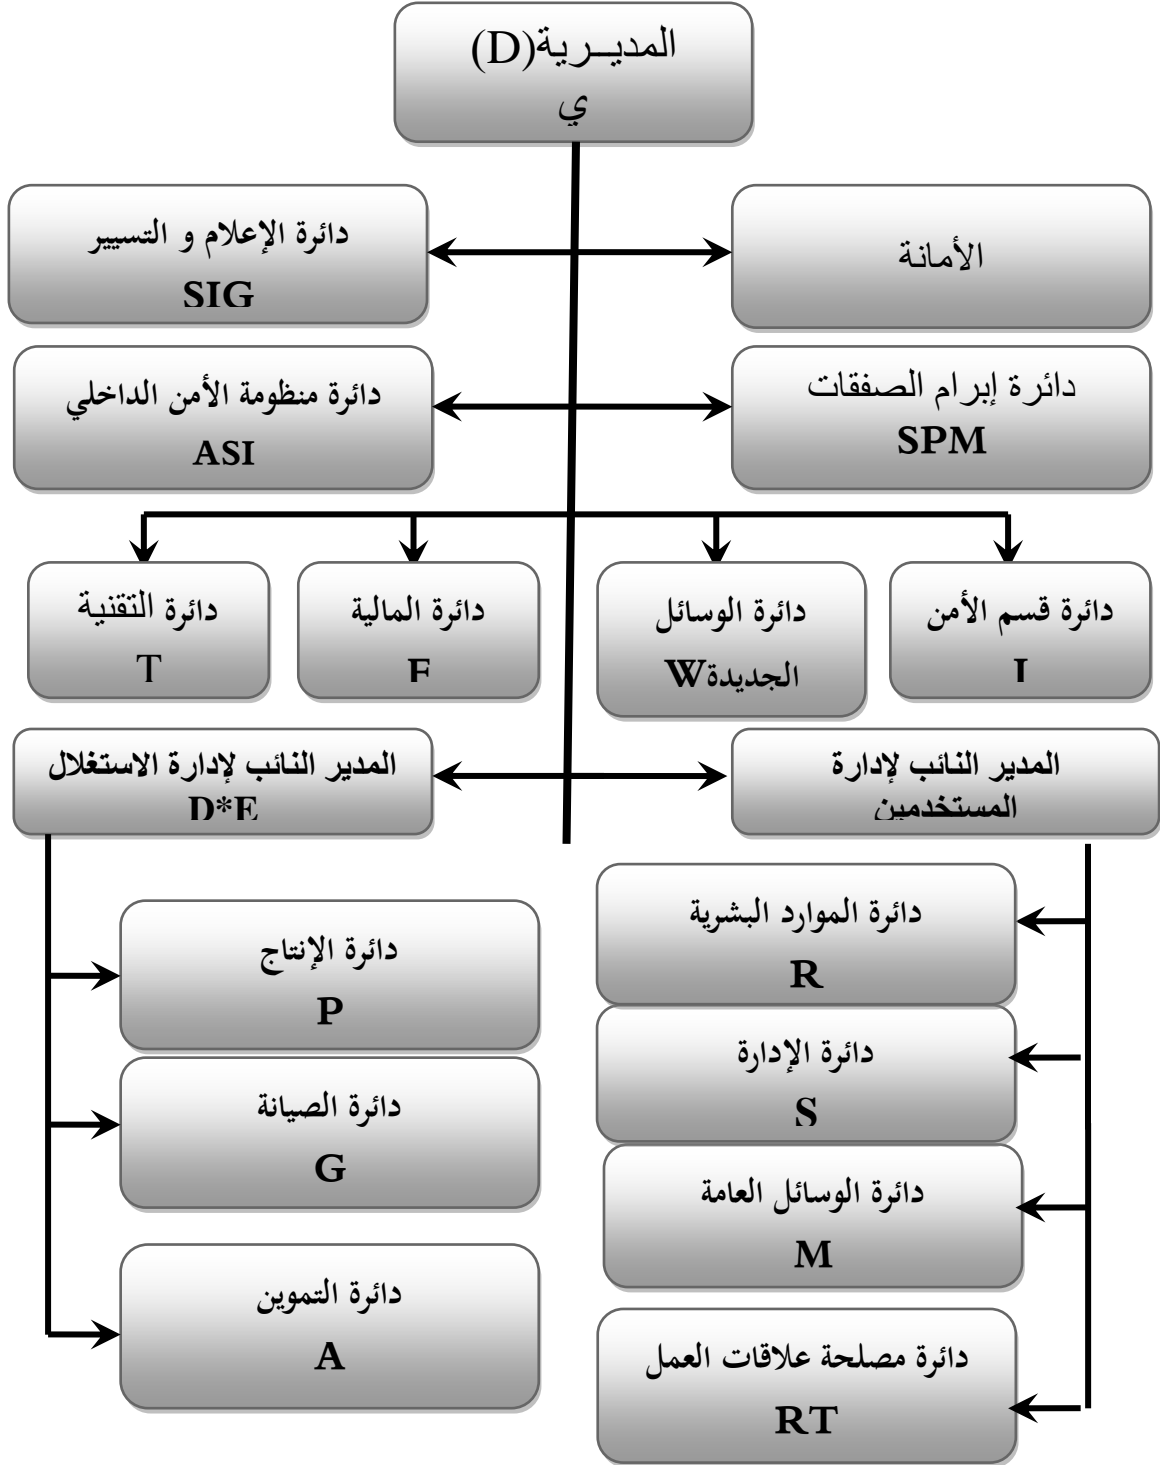 المديـــرية(D)
ي
الأمانة
دائرة الإعلام و التسيير
SIG
دائرة إبرام الصفقات
SPM
دائرة منظومة الأمن الداخلي
ASI
دائرة قسم الأمن
I
دائرة الوسائل
الجديدةW
دائرة المالية
F
دائرة التقنية
T
المدير النائب لإدارة
المستخدمين
المدير النائب لإدارة الاستغلال
D*E
دائرة الموارد البشرية
R
دائرة الإدارة
S
دائرة الوسائل العامة
M
دائرة مصلحة علاقات العمل
RT
دائرة الإنتاج
P
دائرة الصيانة
G
دائرة التموين
A